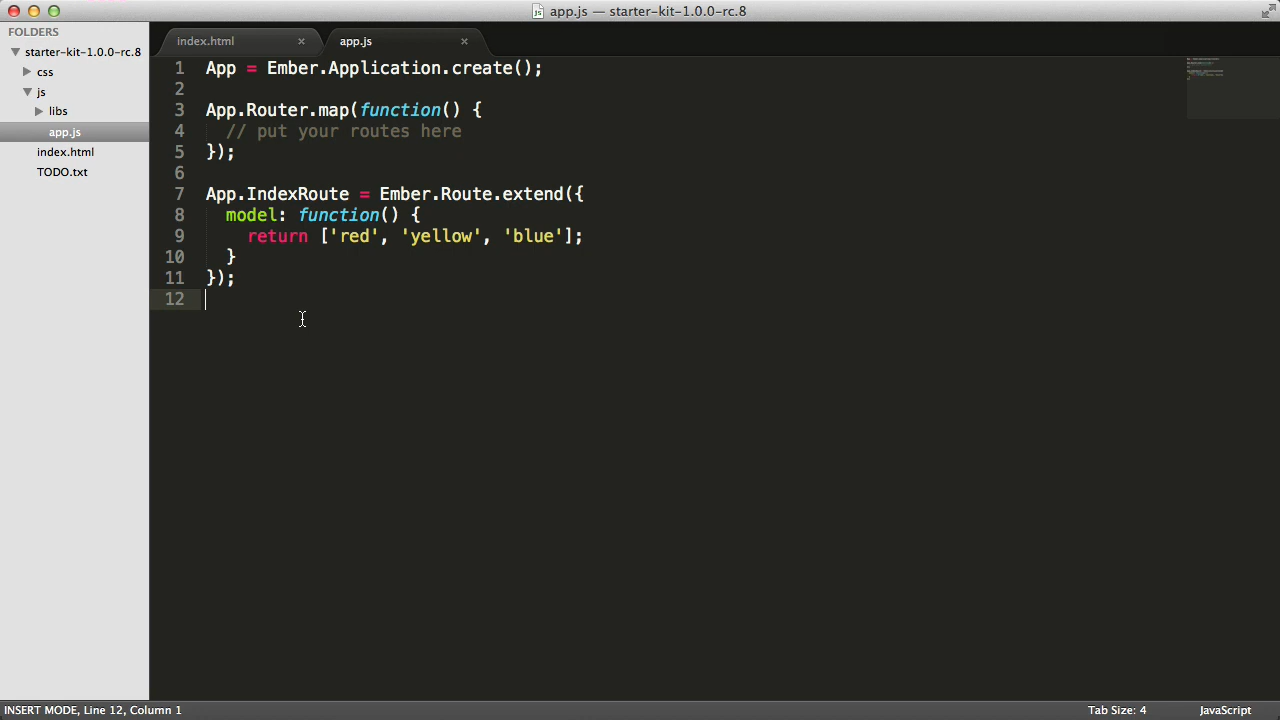 app.js — starter-kit-1.0.0-rc.8
FOLDERS
starter-kit-1.0.0-rc.8
css
js
libs
app.js
index.html
TODO.txt
index.html ×
app.js ×
1 App = Ember.Application.create();
2
3 App.Router.map(function() {
4 // put your routes here
5 });
6
7 App.IndexRoute = Ember.Route.extend({
8 model: function() {
9 return ['red', 'yellow', 'blue'];
10 }
11 });
12
INSERT MODE, Line 12, Column 1
Tab Size: 4
JavaScript